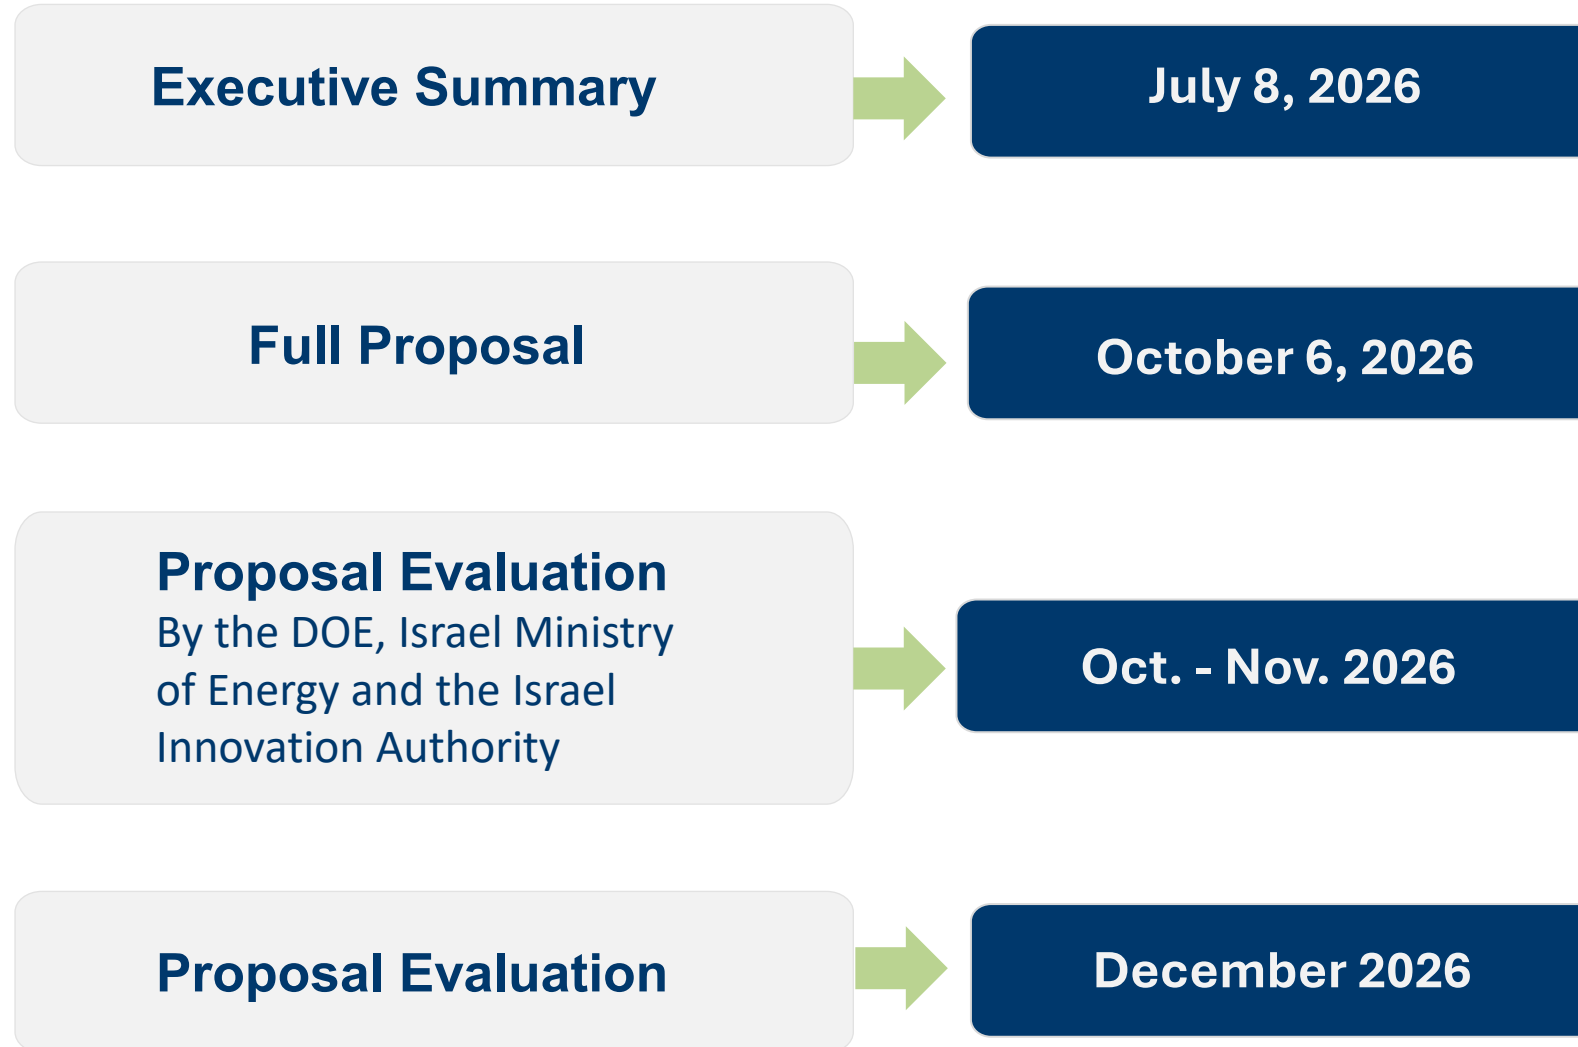 Executive Summary
July 8, 2026
Full Proposal
October 6, 2026
Proposal Evaluation
By the DOE, Israel Ministry
of Energy and the Israel
Innovation Authority
Oct. - Nov. 2026
Proposal Evaluation
December 2026